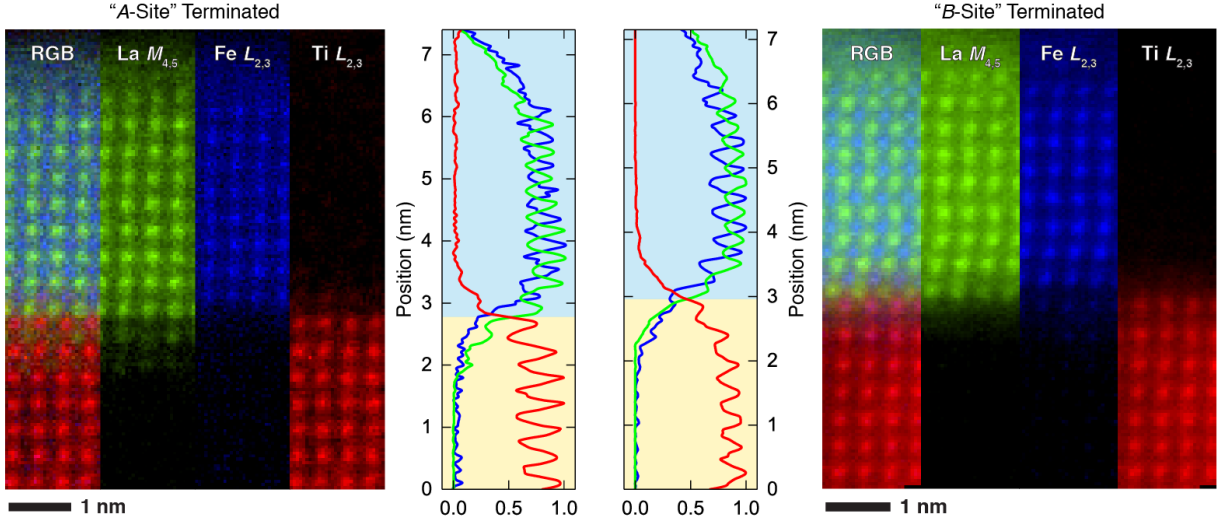 "A-Site" Terminated
"B-Site" Terminated
RGB La M4,5 Fe L2,3 Ti L2,3
7
6
5
4
3
2
1
0
Position (nm)
0.0 0.5 1.0
7
6
5
4
3
2
1
0
Position (nm)
0.0 0.5 1.0
RGB La M4,5 Fe L2,3 Ti L2,3
1 nm
1 nm